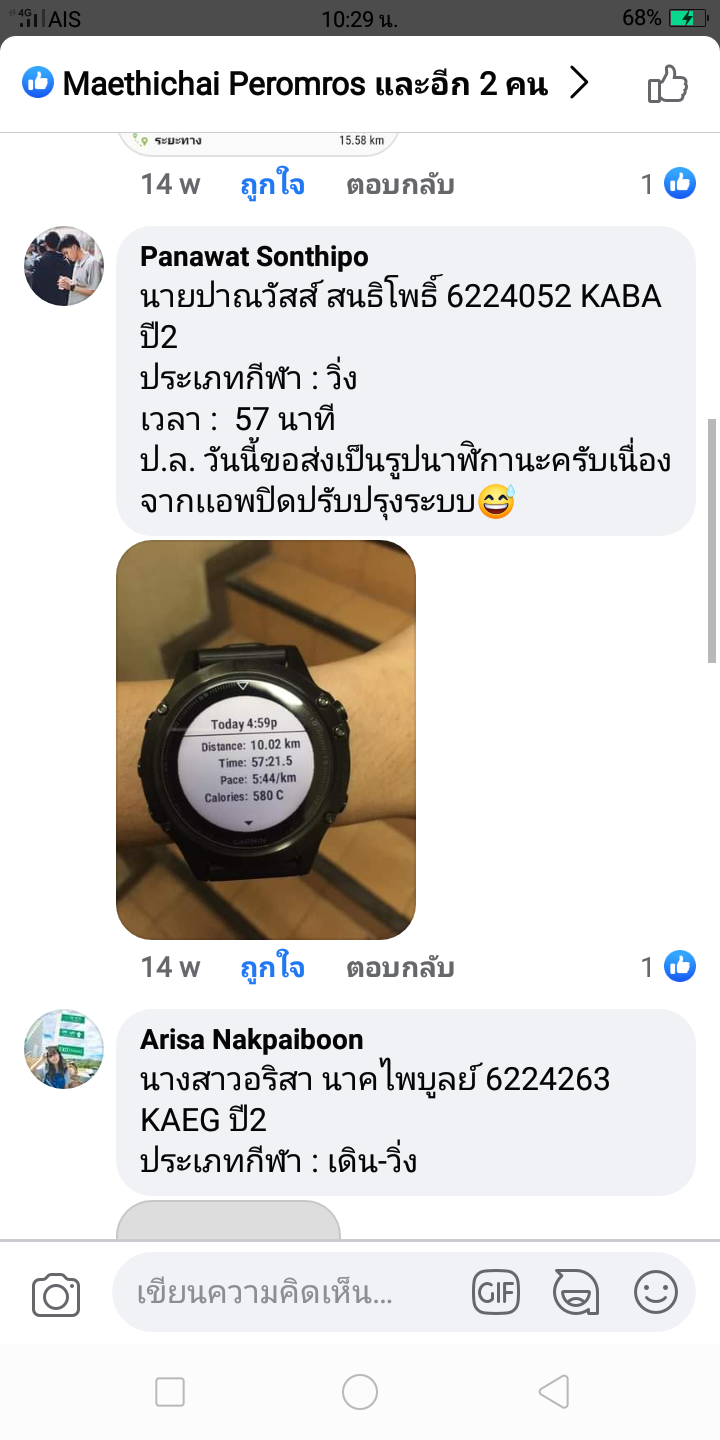 4G AIS 10:29 น. 68%
Maethichai Peromros และอีก 2 คน
ระยะทาง 15.58 km
14 พ ถูกใจ ตอบกลับ 1
Panawat Sonthipo
นายปาณวัสส์ สนธิโพธิ์ 6224052 KABA
ปี2
ประเภทกีฬา : วิ่ง
เวลา : 57 นาที
ป.ล. วันนี้ขอส่งเป็นรูปนาฬิกานะครับเนื่อง
จากแอพปิดปรับปรุงระบบ😅
Today 4:59p
Distance: 10.02 km
Time: 57:21.5
Pace: 5:44/km
Calories: 580 C
GARMIN
14 พ ถูกใจ ตอบกลับ 1
Arisa Nakpaiboon
นางสาวอริสา นาคไพบูลย์ 6224263
KAEG ปี2
ประเภทกีฬา : เดิน-วิ่ง
เขียนความคิดเห็น... GIF